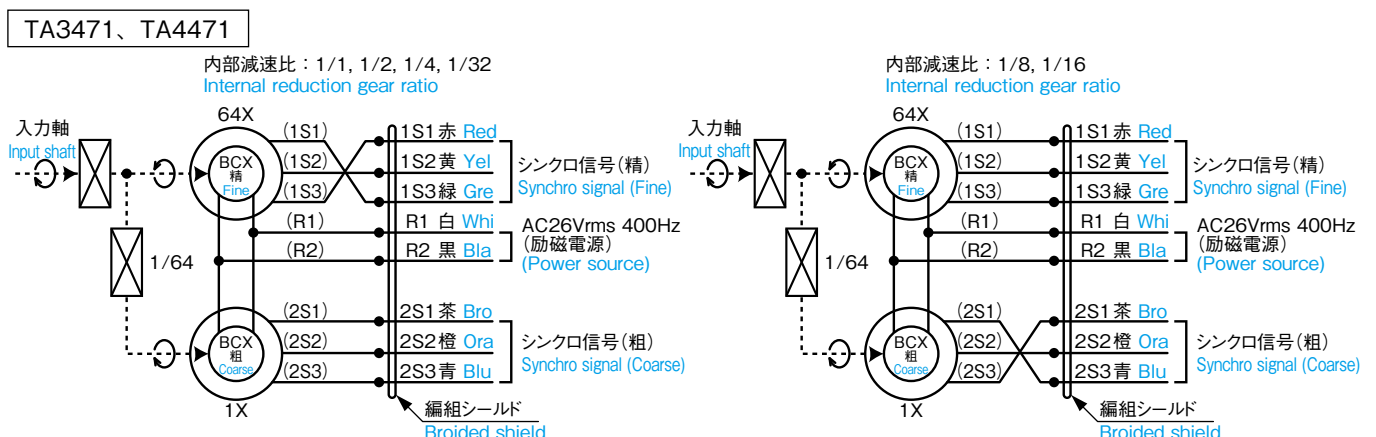 TA3471、TA4471
内部減速比：1/1, 1/2, 1/4, 1/32
Internal reduction gear ratio
64X
入力軸
Input shaft
BCX
精
Fine
(1S1)
(1S2)
(1S3)
(R1)
(R2)
1S1 赤 Red
1S2 黄 Yel
1S3 緑 Gre
R1 白 Whi
R2 黒 Bla
シンクロ信号（精）
Synchro signal (Fine)
AC26Vrms 400Hz
（励磁電源）
(Power source)
1/64
BCX
粗
Coarse
1X
(2S1)
(2S2)
(2S3)
2S1 茶 Bro
2S2 橙 Ora
2S3 青 Blu
シンクロ信号（粗）
Synchro signal (Coarse)
編組シールド
Broided shield
内部減速比：1/8, 1/16
Internal reduction gear ratio
64X
入力軸
Input shaft
BCX
精
Fine
(1S1)
(1S2)
(1S3)
(R1)
(R2)
1S1 赤 Red
1S2 黄 Yel
1S3 緑 Gre
R1 白 Whi
R2 黒 Bla
シンクロ信号（精）
Synchro signal (Fine)
AC26Vrms 400Hz
（励磁電源）
(Power source)
1/64
BCX
粗
Coarse
1X
(2S1)
(2S2)
(2S3)
2S1 茶 Bro
2S2 橙 Ora
2S3 青 Blu
シンクロ信号（粗）
Synchro signal (Coarse)
編組シールド
Broided shield